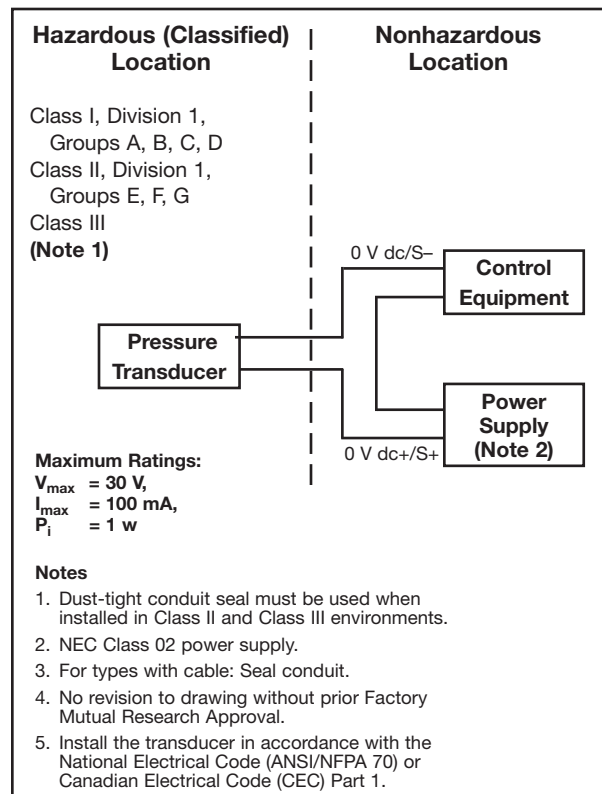 Hazardous (Classified)
Location
Nonhazardous
Location
Class I, Division 1,
Groups A, B, C, D
Class II, Division 1,
Groups E, F, G
Class III
(Note 1)
0 V dc/S–
Control
Equipment
Pressure
Transducer
Power
Supply
(Note 2)
0 V dc+/S+
Maximum Ratings:
Vmax = 30 V,
Imax = 100 mA,
Pi = 1 w
Notes
1. Dust-tight conduit seal must be used when
installed in Class II and Class III environments.
2. NEC Class 02 power supply.
3. For types with cable: Seal conduit.
4. No revision to drawing without prior Factory
Mutual Research Approval.
5. Install the transducer in accordance with the
National Electrical Code (ANSI/NFPA 70) or
Canadian Electrical Code (CEC) Part 1.